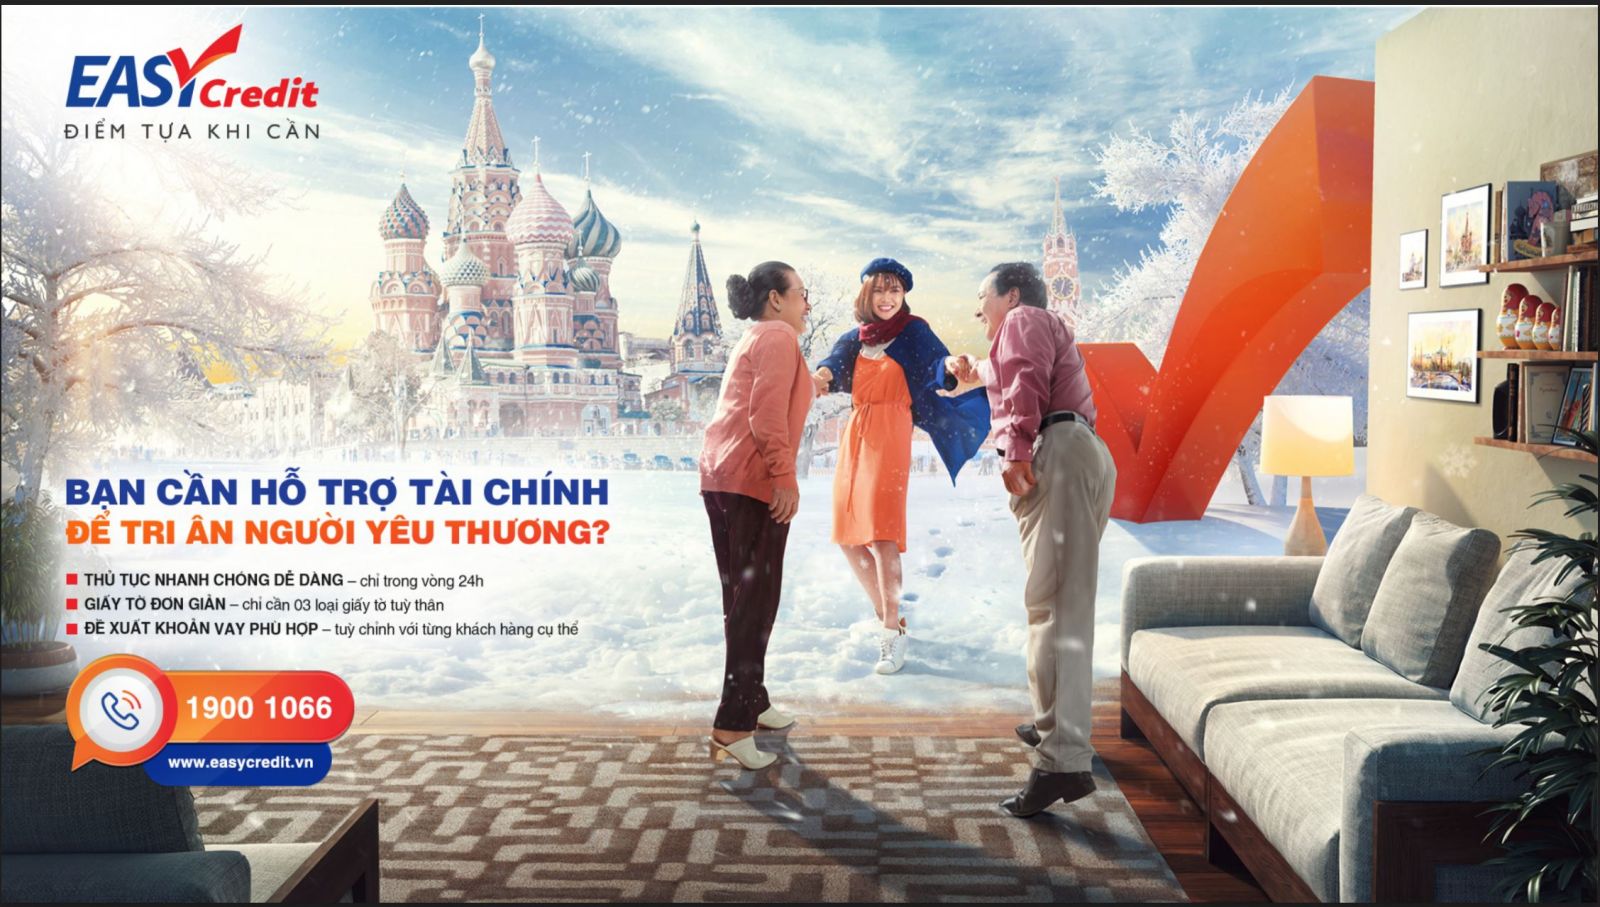 EASY Credit
ĐIỂM TỰA KHI CẦN
BẠN CẦN HỖ TRỢ TÀI CHÍNH
ĐỂ TRI ÂN NGƯỜI YÊU THƯƠNG?
THỦ TỤC NHANH CHÓNG DỄ DÀNG – chỉ trong vòng 24h
GIẤY TỜ ĐƠN GIẢN – chỉ cần 03 loại giấy tờ tuỳ thân
ĐỀ XUẤT KHOẢN VAY PHÙ HỢP – tuỳ chỉnh với từng khách hàng cụ thể
1900 1066
www.easycredit.vn